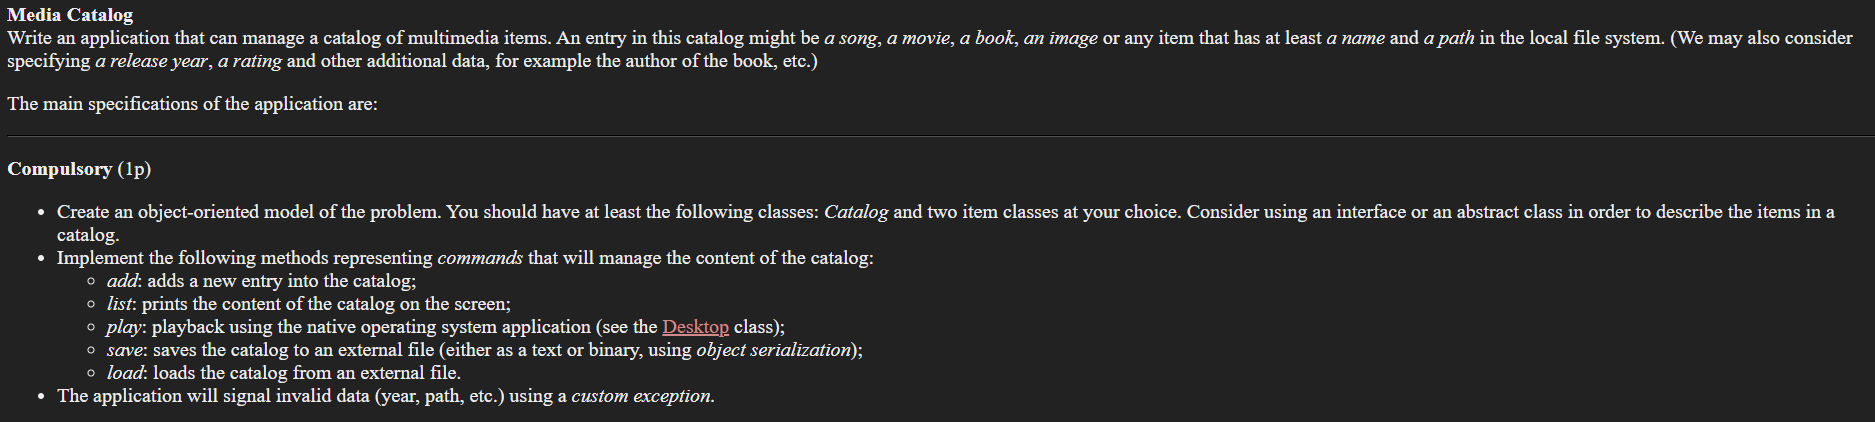 Media Catalog
Write an application that can manage a catalog of multimedia items. An entry in this catalog might be a song, a movie, a book, an image or any item that has at least a name and a path in the local file system. (We may also consider
specifying a release year, a rating and other additional data, for example the author of the book, etc.)
The main specifications of the application are:
Compulsory (1p)
• Create an object-oriented model of the problem. You should have at least the following classes: Catalog and two item classes at your choice. Consider using an interface or an abstract class in order to describe the items in a
catalog.
• Implement the following methods representing commands that will manage the content of the catalog:
◦ add: adds a new entry into the catalog;
◦ list: prints the content of the catalog on the screen;
◦ play: playback using the native operating system application (see the Desktop class);
◦ save: saves the catalog to an external file (either as a text or binary, using object serialization);
◦ load: loads the catalog from an external file.
• The application will signal invalid data (year, path, etc.) using a custom exception.